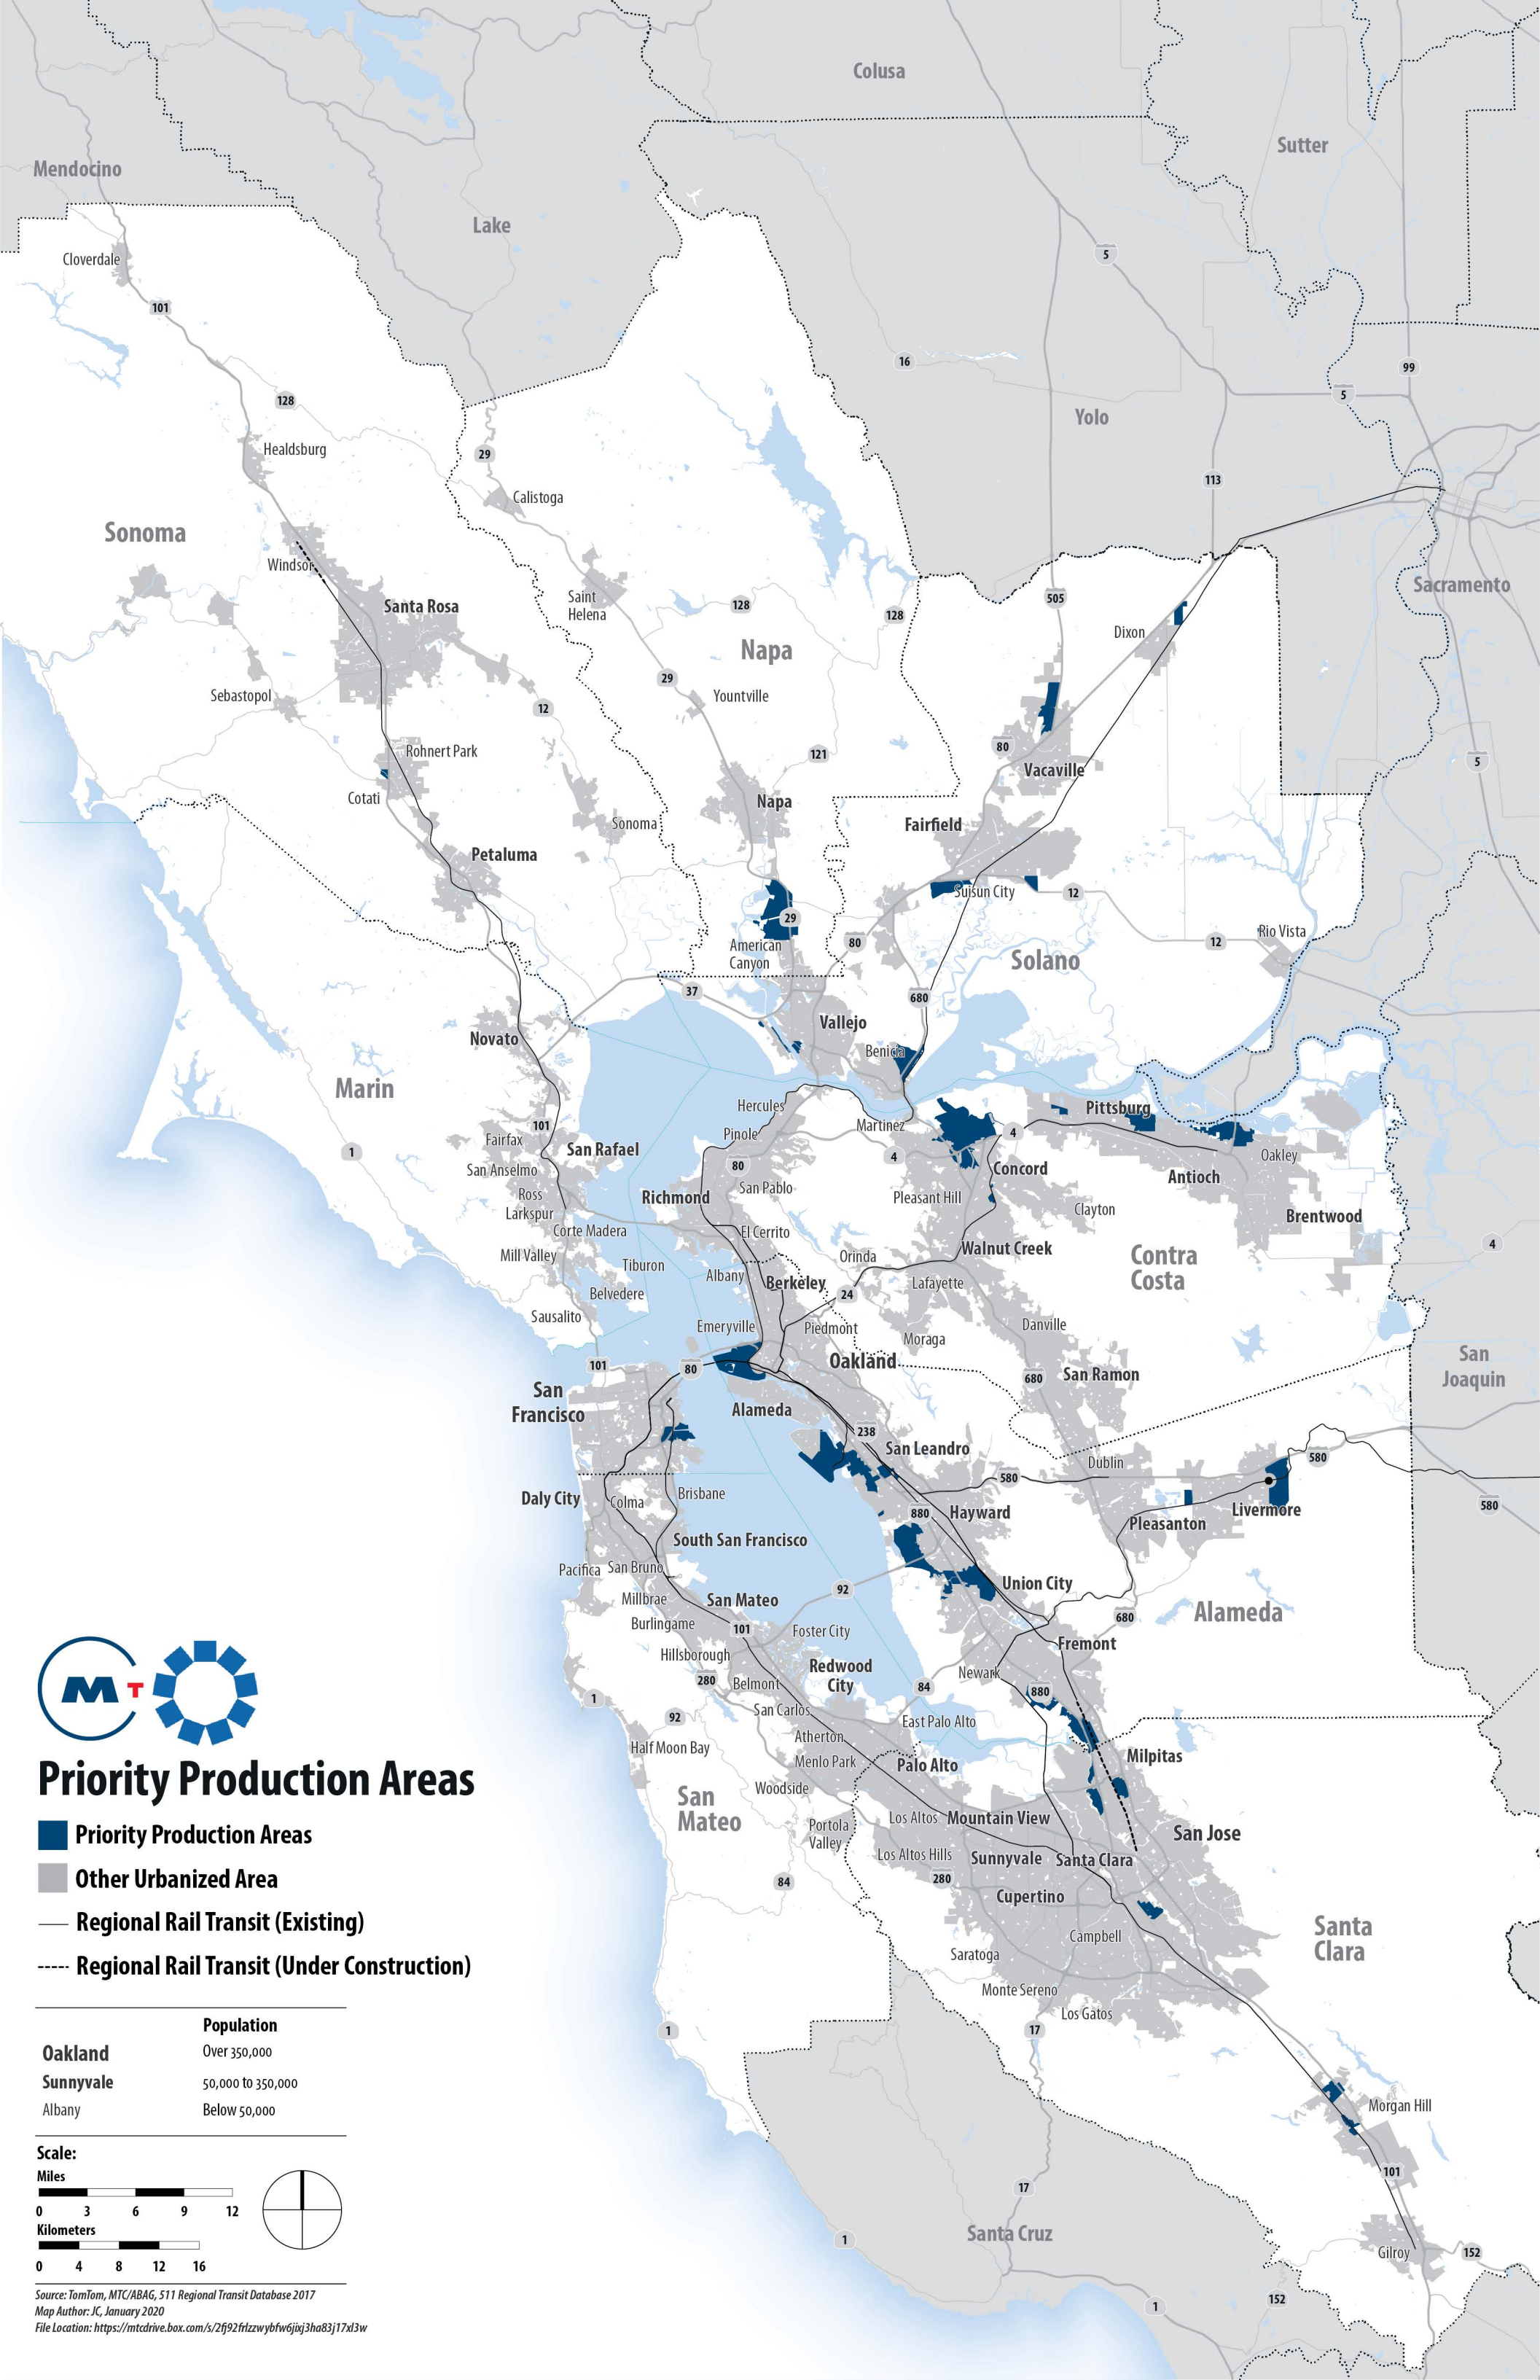 Colusa
Sutter
Mendocino
Lake
Cloverdale
5
101
16
99
5
128
Yolo
Healdsburg
29
113
Calistoga
Sonoma
Windsor
Sacramento
Saint
Helena
128
505
128
Santa Rosa
Dixon
Napa
29
Sebastopol
Yountville
12
80
Rohnert Park
121
5
Vacaville
Cotati
Napa
Sonoma
Fairfield
Petaluma
Suisun City
12
29
Rio Vista
American
Canyon
80
12
Solano
37
680
Vallejo
Novato
Benicia
Marin
Hercules
Pittsburg
101
Martinez
Pinole
4
Fairfax
San Rafael
1
4
Oakley
80
San Anselmo
Concord
Antioch
Ross
Richmond
San Pablo
Pleasant Hill
Larkspur
Clayton
Brentwood
Corte Madera
El Cerrito
4
Mill Valley
Orinda
Walnut Creek
Contra
Costa
Tiburon
Albany
Berkeley
Lafayette
Belvedere
24
Sausalito
Emeryville
Piedmont
Danville
Moraga
101
80
Oakland
San
Joaquin
680
San Ramon
San
Francisco
Alameda
238
San Leandro
Dublin
580
580
Daly City
Colma
Brisbane
580
880
Hayward
Livermore
Pleasanton
South San Francisco
Pacifica
San Bruno
Union City
92
Millbrae
San Mateo
Alameda
680
Burlingame
101
Foster City
Fremont
Hillsborough
Redwood
City
Newark
280
Belmont
84
880
1
San Carlos
92
East Palo Alto
Atherton
Half Moon Bay
Milpitas
Menlo Park
Palo Alto
San
Mateo
Woodside
Portola
Valley
Los Altos
Mountain View
San Jose
Los Altos Hills
Sunnyvale
Santa Clara
84
280
Cupertino
Santa
Clara
Campbell
Saratoga
Monte Sereno
Los Gatos
1
17
Morgan Hill
101
17
Santa Cruz
1
Gilroy
152
152
1
M T
Priority Production Areas
Priority Production Areas
Other Urbanized Area
Regional Rail Transit (Existing)
Regional Rail Transit (Under Construction)
Population
Oakland Over 350,000
Sunnyvale 50,000 to 350,000
Albany Below 50,000
Scale:
Miles
0 3 6 9 12
Kilometers
0 4 8 12 16
Source: TomTom, MTC/ABAG, 511 Regional Transit Database 2017
Map Author: JC, January 2020